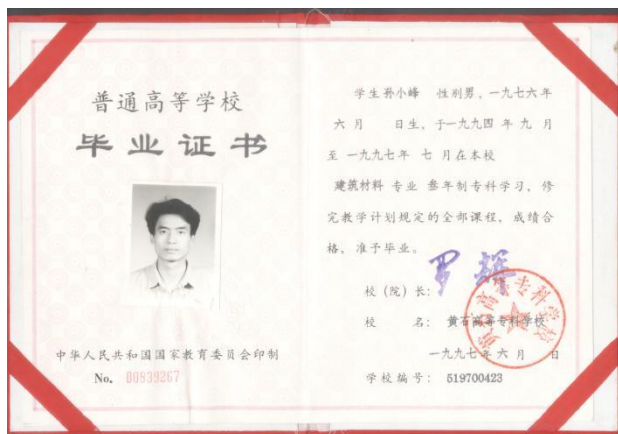 普通高等学校
毕业证书
中华人民共和国国家教育委员会印制
No. 00839267
学生孙小峰 性别男，一九七六年
六月 日生，于一九九四年九月
至一九九七年 七月在本校
建筑材料 专业 叁年制专科学习，修
完教学计划规定的全部课程，成绩合
格，准予毕业。
校（院）长：
校 名：黄石高等专科学校
一九九七年六月 日
学校编号：519700423